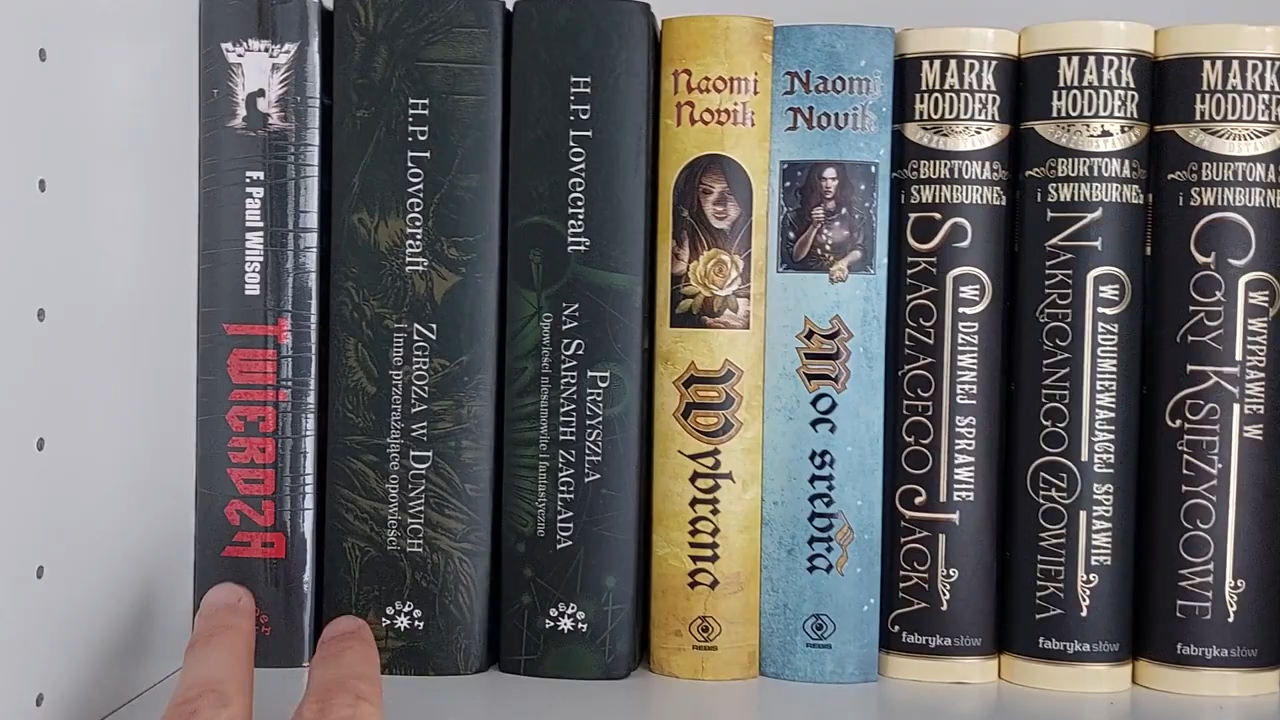 F. Paul Wilson
TWIERDZA
H.P. Lovecraft
ZGROZA W DUNWICH
i inne przerażające opowieści
vesper
H.P. Lovecraft
PRZYSZŁA
NA SARNATH ZAGŁADA
Opowieści niesamowite i fantastyczne
vesper
Naomi
Novik
Wybrana
REBIS
Naomi
Novik
Moc srebra
REBIS
MARK
HODDER
PRZEDSTAWIA
BURTONA
i SWINBURNE'A
W DZIWNEJ SPRAWIE
SKACZĄCEGO JACKA
fabryka słów
MARK
HODDER
PRZEDSTAWIA
BURTONA
i SWINBURNE'A
W ZDUMIEWAJĄCEJ SPRAWIE
NAKRĘCANEGO CZŁOWIEKA
fabryka słów
MARK
HODDER
BURTONA
i SWINBURNE
W WYPRAWIE W
GÓRY KSIĘŻYCOWE
fabryka słów